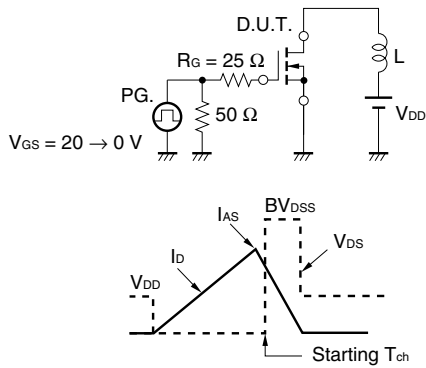 D.U.T.
RG = 25 Ω
L
PG.
50 Ω
VDD
VGS = 20 → 0 V
BVDSS
IAS
ID
VDS
VDD
Starting Tch